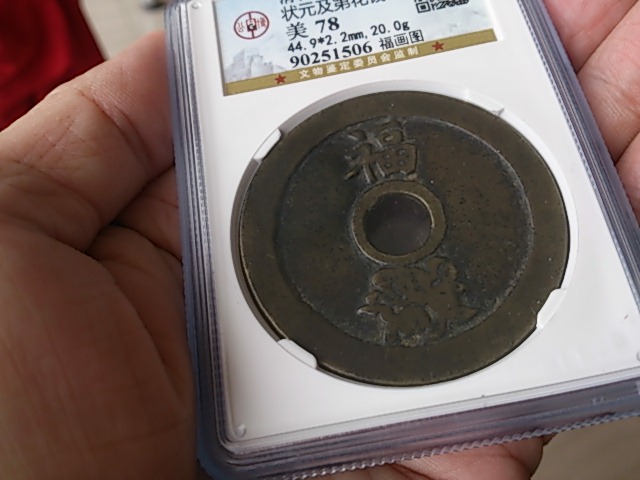 状元及第花钱
美 78
44.9*2.2mm, 20.0g
90251506 福画图
文物鉴定委员会监制
福